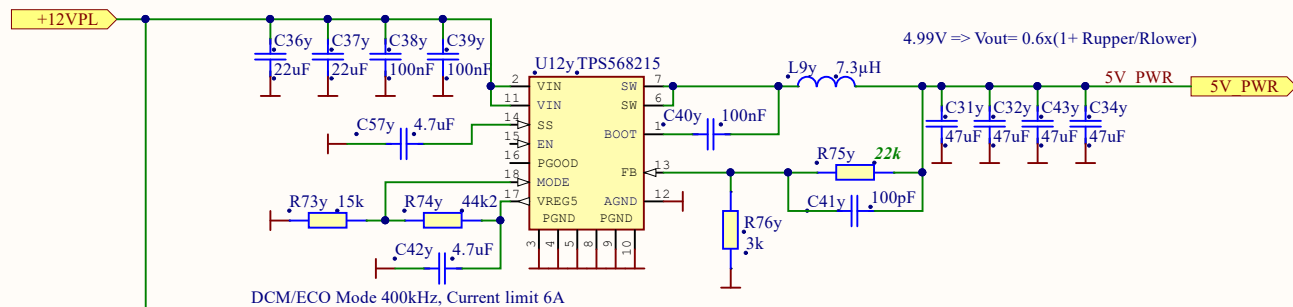 +12VPL
C36y C37y C38y C39y
22uF 22uF 100nF 100nF
4.99V => Vout= 0.6x(1+ Rupper/Rlower)
U12y TPS568215
L9y 7.3µH
5V_PWR
5V_PWR
2 VIN SW 7
11 VIN SW 6
C57y 4.7uF
14 SS
15 EN
BOOT 1
C40y 100nF
C31y C32y C43y C34y
47uF 47uF 47uF 47uF
16 PGOOD
FB 13
R75y 22k
18 MODE
17 VREG5
AGND 12
C41y 100pF
R73y 15k
R74y 44k2
PGND PGND
R76y
3k
C42y 4.7uF
3 4 5 8 9 10
DCM/ECO Mode 400kHz, Current limit 6A